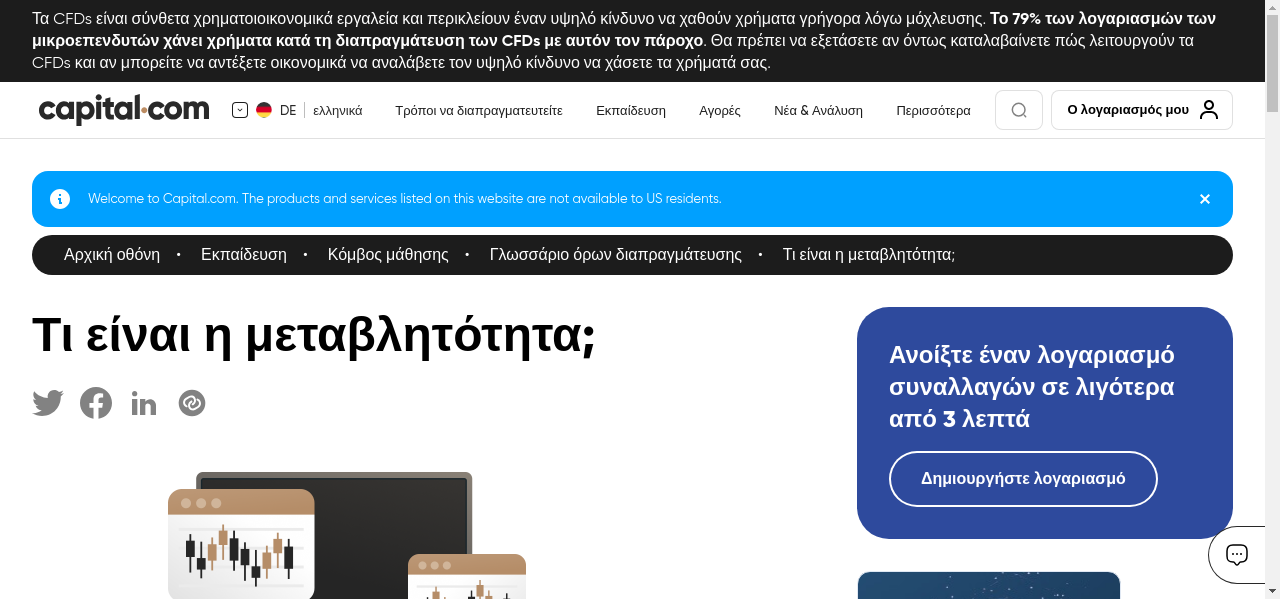 Τα CFDs είναι σύνθετα χρηματοιοικονομικά εργαλεία και περικλείουν έναν υψηλό κίνδυνο να χαθούν χρήματα γρήγορα λόγω μόχλευσης. Το 79% των λογαριασμών των
μικροεπενδυτών χάνει χρήματα κατά τη διαπραγμάτευση των CFDs με αυτόν τον πάροχο. Θα πρέπει να εξετάσετε αν όντως καταλαβαίνετε πώς λειτουργούν τα
CFDs και αν μπορείτε να αντέξετε οικονομικά να αναλάβετε τον υψηλό κίνδυνο να χάσετε τα χρήματά σας.
capital.com DE ελληνικά Τρόποι να διαπραγματευτείτε Εκπαίδευση Αγορές Νέα & Ανάλυση Περισσότερα Ο λογαριασμός μου
Welcome to Capital.com. The products and services listed on this website are not available to US residents.
Αρχική οθόνη • Εκπαίδευση • Κόμβος μάθησης • Γλωσσάριο όρων διαπραγμάτευσης • Τι είναι η μεταβλητότητα;
Τι είναι η μεταβλητότητα;
Ανοίξτε έναν λογαριασμό
συναλλαγών σε λιγότερα
από 3 λεπτά
Δημιουργήστε λογαριασμό